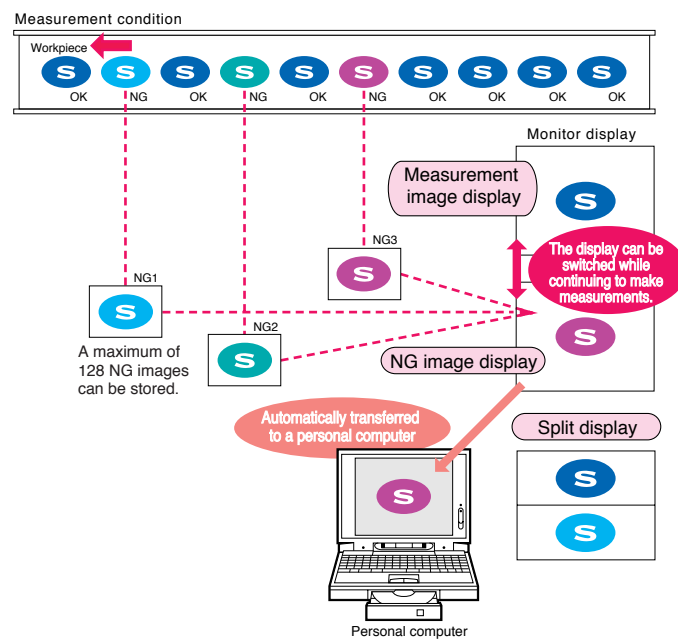 Measurement condition
Workpiece
S S S S S S S S S S
OK NG OK NG OK NG OK OK OK OK
Monitor display
Measurement
image display
S
The display can be
switched while
continuing to make
measurements.
NG3
S
NG1
S
NG2
S
S
A maximum of
128 NG images
can be stored.
NG image display
Automatically transferred
to a personal computer
Split display
S
S
S
Personal computer